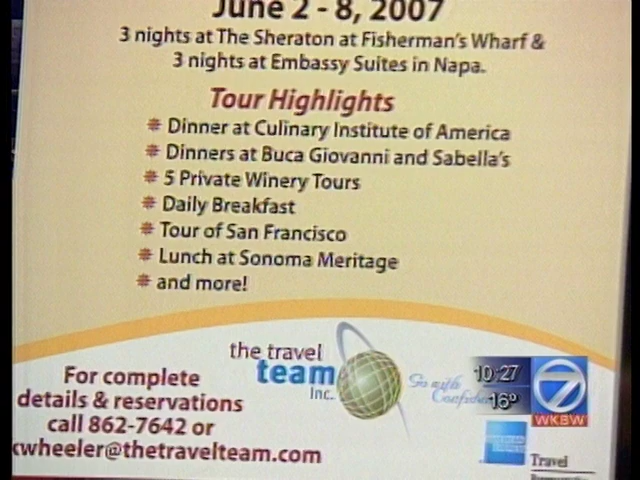 June 2 - 8, 2007
3 nights at The Sheraton at Fisherman's Wharf &
3 nights at Embassy Suites in Napa.
Tour Highlights
Dinner at Culinary Institute of America
Dinners at Buca Giovanni and Sabella's
5 Private Winery Tours
Daily Breakfast
Tour of San Francisco
Lunch at Sonoma Meritage
and more!
the travel
team
Inc.
Go with
10:27
16°
7
WKBW
For complete
details & reservations
call 862-7642 or
cwheeler@thetravelteam.com
Travel